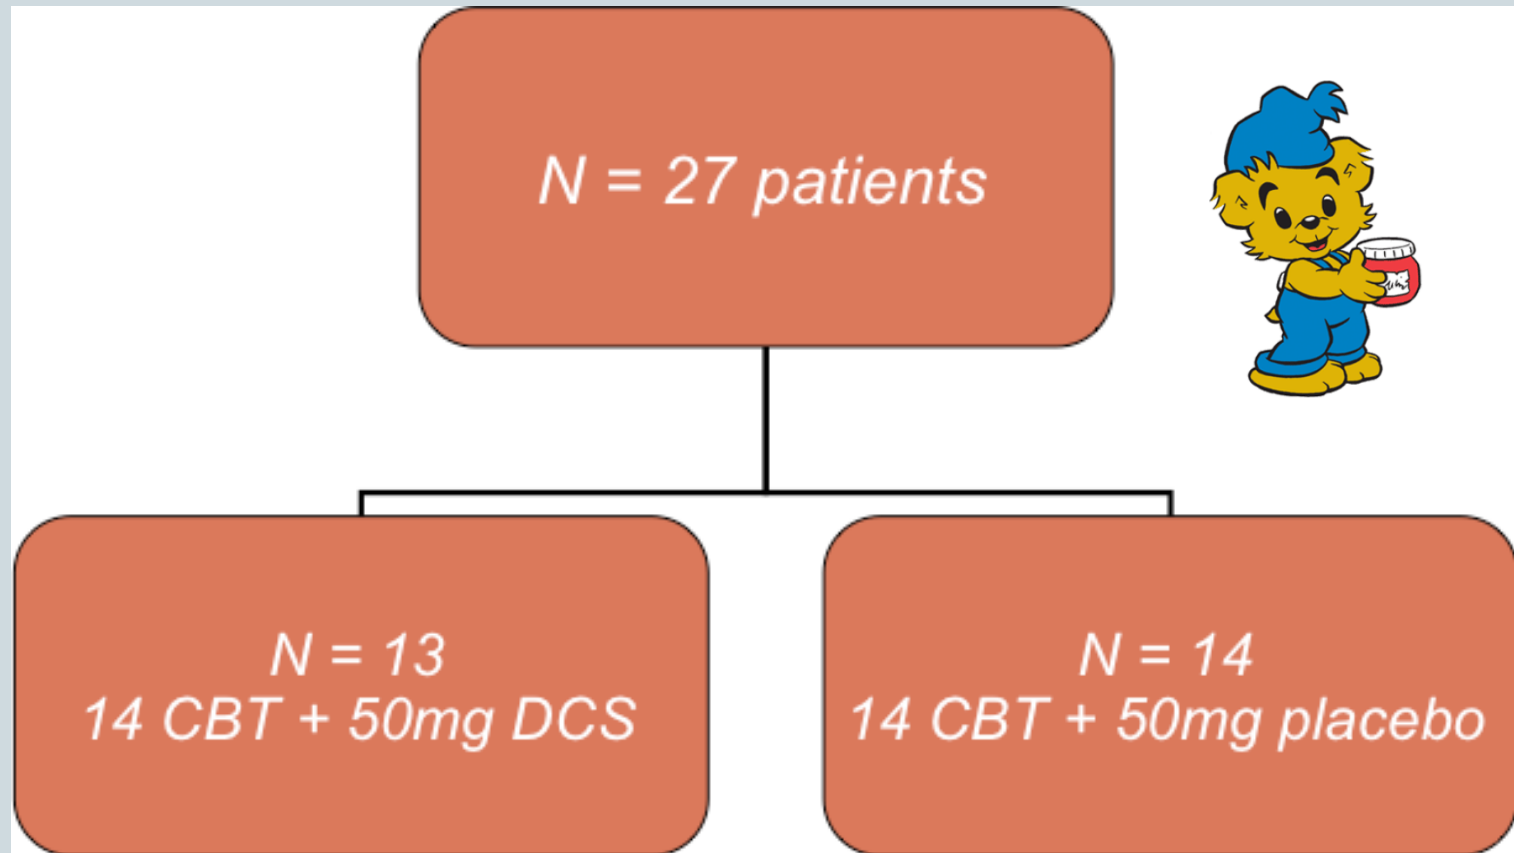 N = 27 patients
N = 13
14 CBT + 50mg DCS
N = 14
14 CBT + 50mg placebo